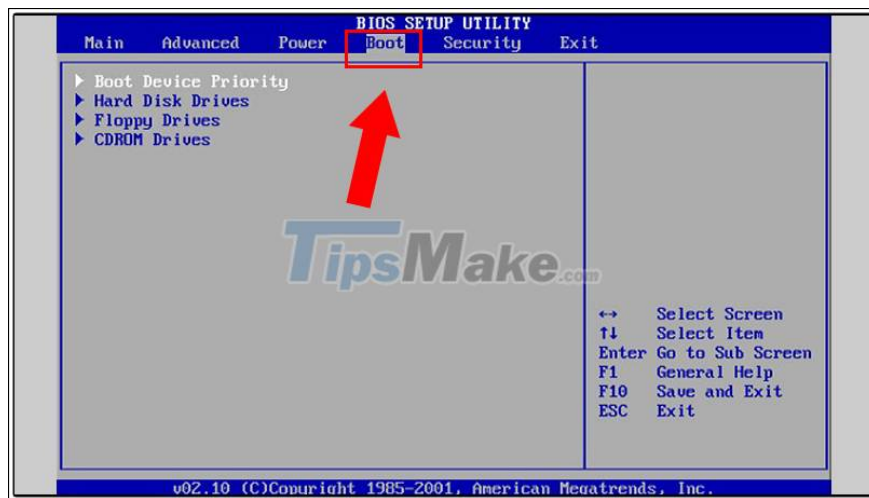 BIOS SETUP UTILITY
Main Advanced Power Boot Security Exit
Boot Device Priority
Hard Disk Drives
Floppy Drives
CDROM Drives
TipsMake.com
↔ Select Screen
↑↓ Select Item
Enter Go to Sub Screen
F1 General Help
F10 Save and Exit
ESC Exit
v02.10 (C)Copyright 1985-2001, American Megatrends, Inc.